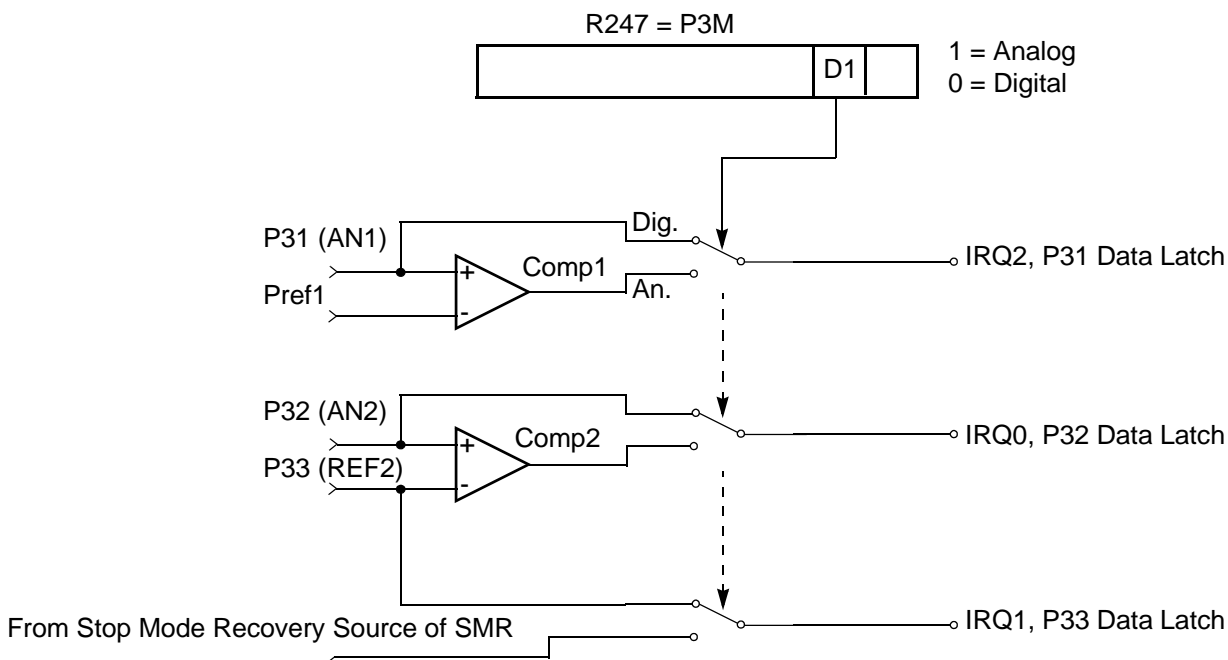 R247 = P3M
D1
1 = Analog
0 = Digital
Dig.
P31 (AN1)
+
Comp1
IRQ2, P31 Data Latch
An.
Pref1
-
P32 (AN2)
+
Comp2
IRQ0, P32 Data Latch
P33 (REF2)
-
From Stop Mode Recovery Source of SMR
IRQ1, P33 Data Latch